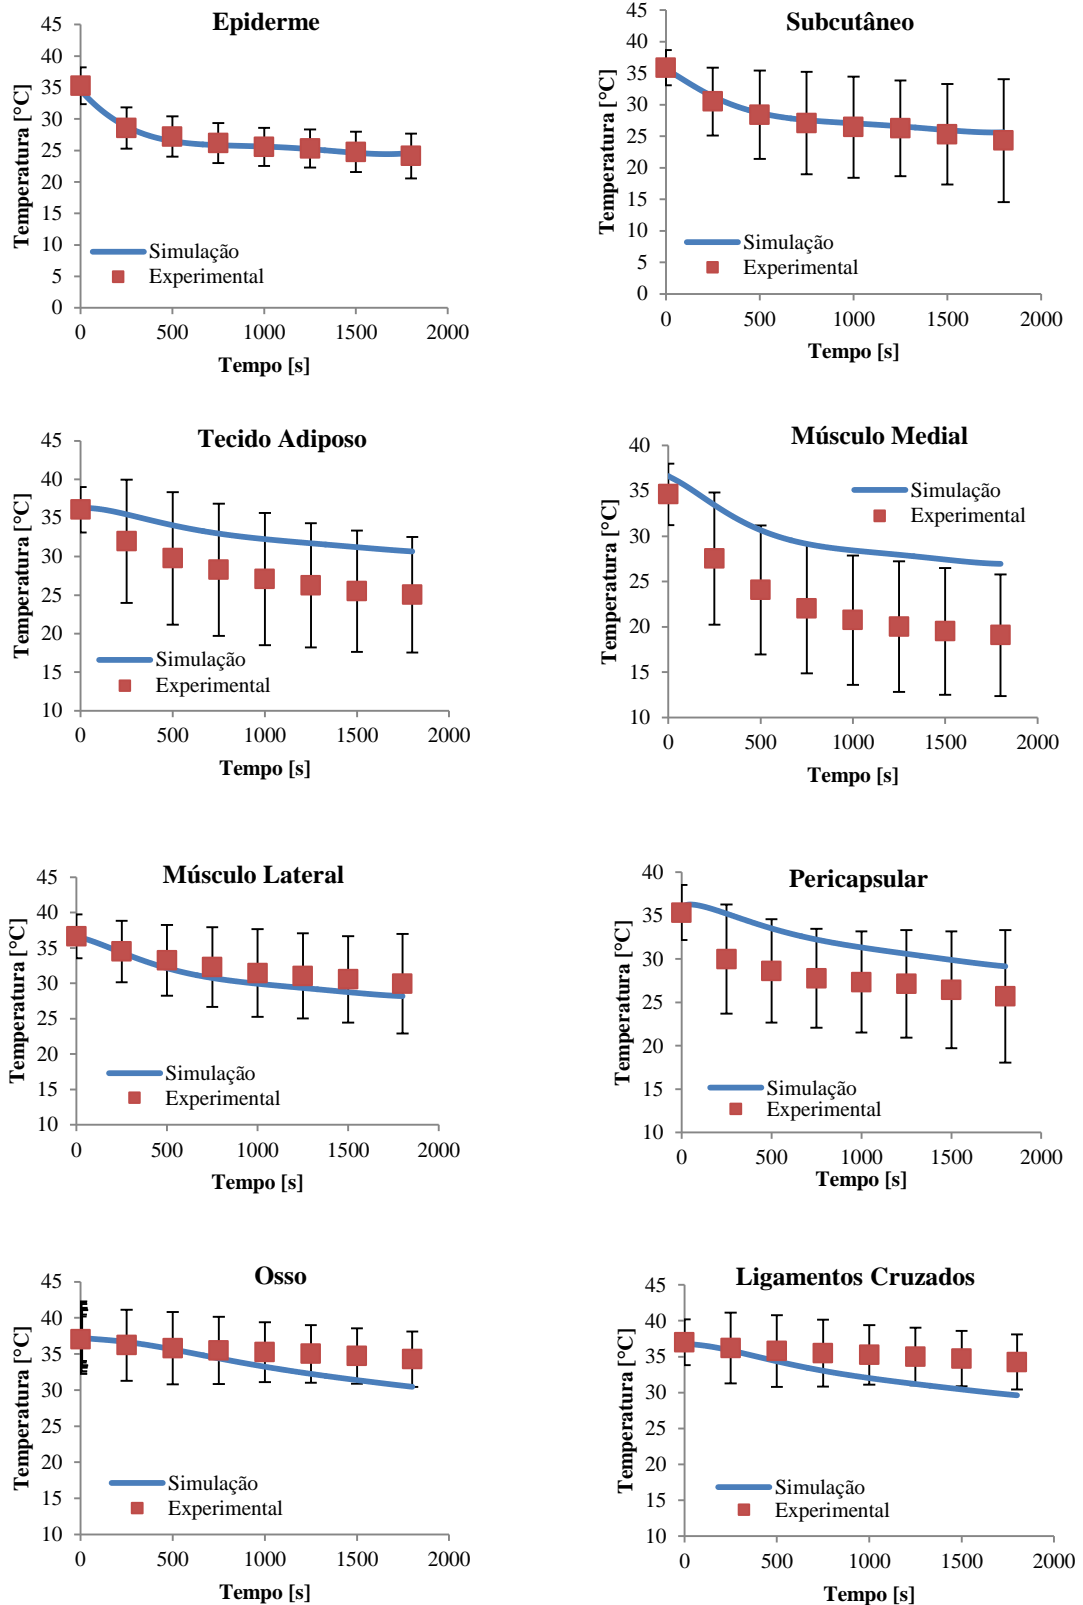 Epiderme
Temperatura [°C]
45
40
35
30
25
20
15
10
5
0
Simulação
Experimental
0 500 1000 1500 2000
Tempo [s]
Subcutâneo
Temperatura [°C]
45
40
35
30
25
20
15
10
5
0
Simulação
Experimental
0 500 1000 1500 2000
Tempo [s]
Tecido Adiposo
Temperatura [°C]
45
40
35
30
25
20
15
10
Simulação
Experimental
0 500 1000 1500 2000
Tempo [s]
Músculo Medial
Temperatura [°C]
40
35
30
25
20
15
10
Simulação
Experimental
0 500 1000 1500 2000
Tempo [s]
Músculo Lateral
Temperatura [°C]
45
40
35
30
25
20
15
10
Simulação
Experimental
0 500 1000 1500 2000
Tempo [s]
Pericapsular
Temperatura [°C]
40
35
30
25
20
15
10
Simulação
Experimental
0 500 1000 1500 2000
Tempo [s]
Osso
Temperatura [°C]
45
40
35
30
25
20
15
10
Simulação
Experimental
0 500 1000 1500 2000
Tempo [s]
Ligamentos Cruzados
Temperatura [°C]
45
40
35
30
25
20
15
10
Simulação
Experimental
0 500 1000 1500 2000
Tempo [s]